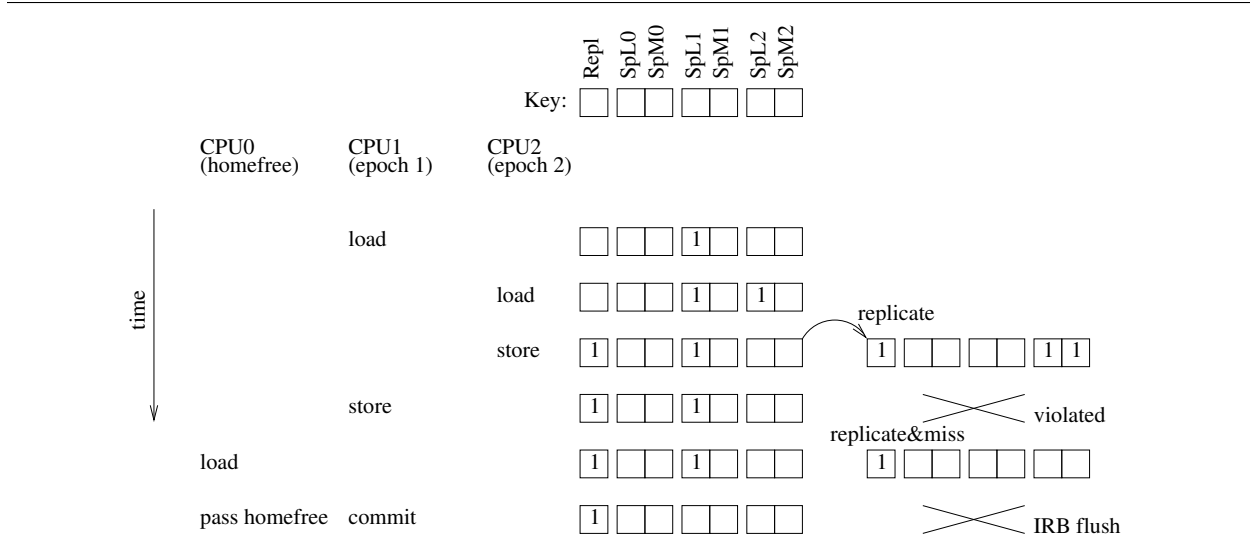 Repl SpL0 SpM0 SpL1 SpM1 SpL2 SpM2
Key:
CPU0 CPU1 CPU2
(homefree) (epoch 1) (epoch 2)
time
load 1
load 1 1
replicate
store 1 1 1 1 1
store 1 1
violated
replicate&miss
load 1 1 1
pass homefree commit 1
IRB flush